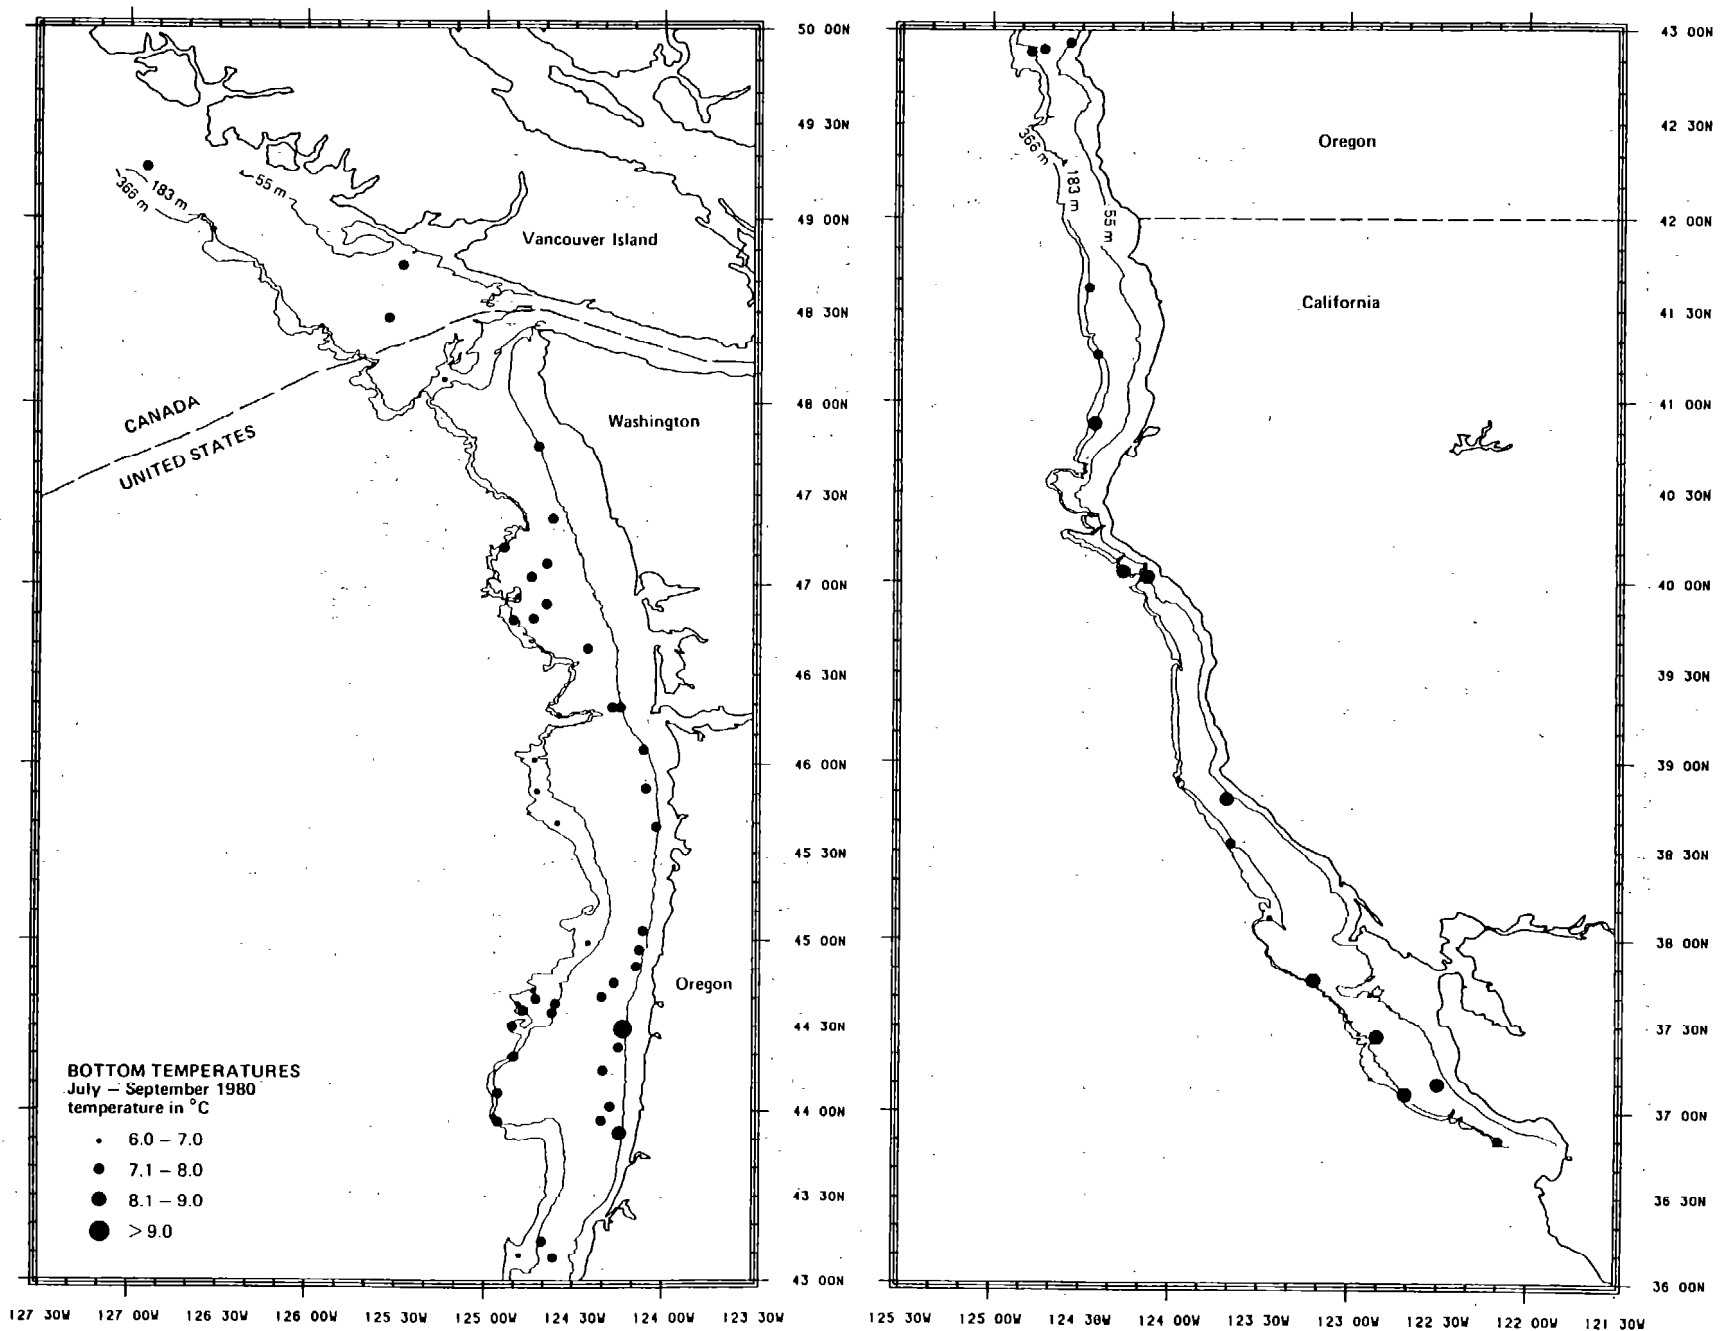 50 00N
49 30N
49 00N
48 30N
48 00N
47 30N
47 00N
46 30N
46 00N
45 30N
45 00N
44 30N
44 00N
43 30N
43 00N
366 m
183 m
55 m
Vancouver Island
CANADA
UNITED STATES
Washington
Oregon
BOTTOM TEMPERATURES
July – September 1980
temperature in °C
6.0 – 7.0
7.1 – 8.0
8.1 – 9.0
> 9.0
127 30W 127 00W 126 30W 126 00W 125 30W 125 00W 124 30W 124 00W 123 30W
43 00N
42 30N
42 00N
41 30N
41 00N
40 30N
40 00N
39 30N
39 00N
38 30N
38 00N
37 30N
37 00N
36 30N
36 00N
366 m
183 m
55 m
Oregon
California
125 30W 125 00W 124 30W 124 00W 123 30W 123 00W 122 30W 122 00W 121 30W